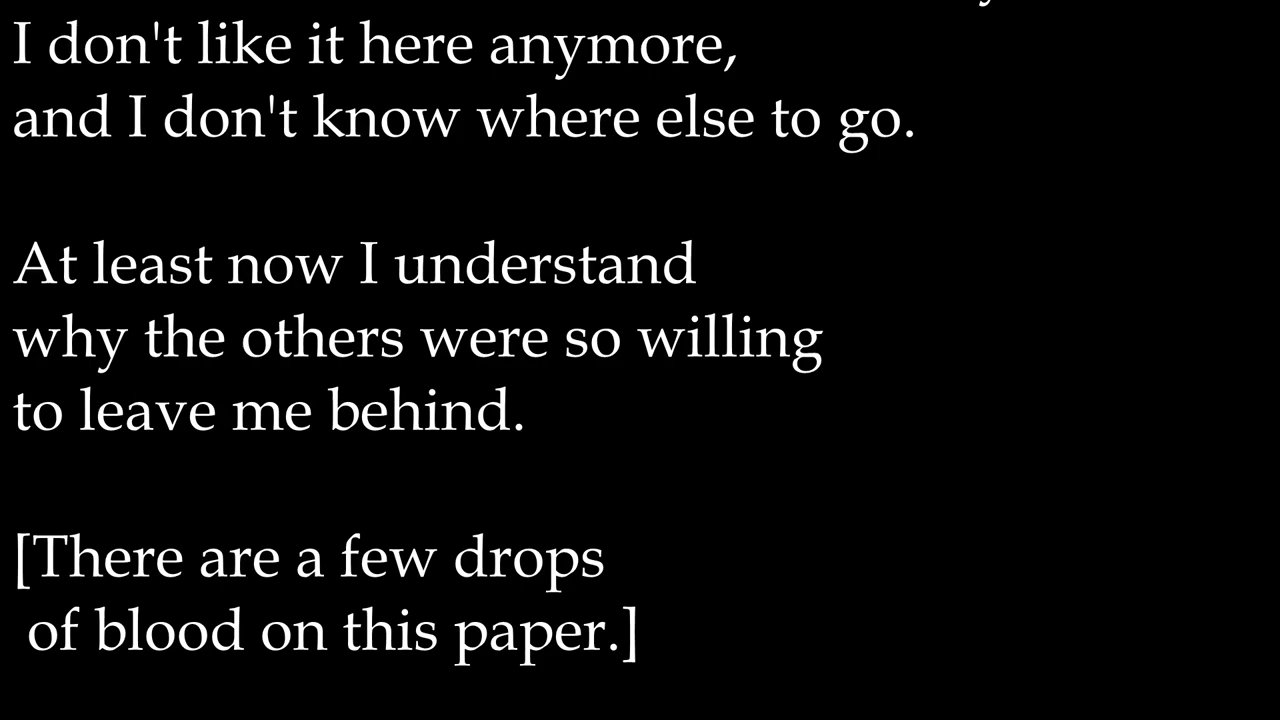 I don't like it here anymore,
and I don't know where else to go.
At least now I understand
why the others were so willing
to leave me behind.
[There are a few drops
of blood on this paper.]